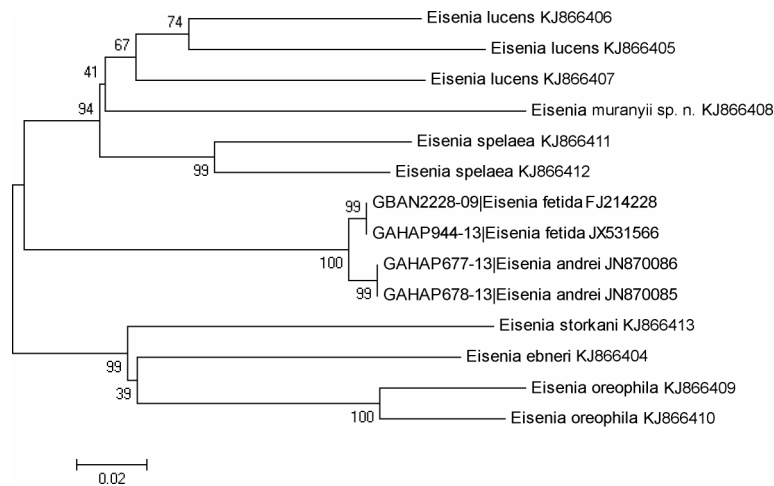 74
Eisenia lucens KJ866406
67
Eisenia lucens KJ866405
41
Eisenia lucens KJ866407
94
Eisenia muranyii sp. n. KJ866408
Eisenia spelaea KJ866411
99
Eisenia spelaea KJ866412
99
GBAN2228-09|Eisenia fetida FJ214228
GAHAP944-13|Eisenia fetida JX531566
100
GAHAP677-13|Eisenia andrei JN870086
99
GAHAP678-13|Eisenia andrei JN870085
Eisenia storkani KJ866413
99
Eisenia ebneri KJ866404
39
Eisenia oreophila KJ866409
100
Eisenia oreophila KJ866410
0.02